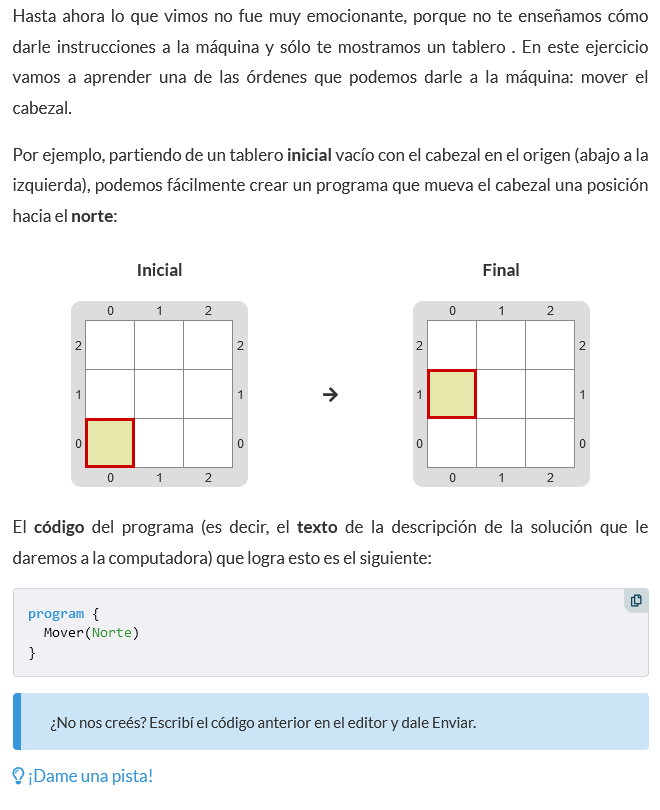 Hasta ahora lo que vimos no fue muy emocionante, porque no te enseñamos cómo
darle instrucciones a la máquina y sólo te mostramos un tablero . En este ejercicio
vamos a aprender una de las órdenes que podemos darle a la máquina: mover el
cabezal.
Por ejemplo, partiendo de un tablero inicial vacío con el cabezal en el origen (abajo a la
izquierda), podemos fácilmente crear un programa que mueva el cabezal una posición
hacia el norte:
Inicial
0 1 2
2 2
1 1
0 0
0 1 2
Final
0 1 2
2 2
1 1
0 0
0 1 2
El código del programa (es decir, el texto de la descripción de la solución que le
daremos a la computadora) que logra esto es el siguiente:
program {
  Mover(Norte)
}
¿No nos creés? Escribí el código anterior en el editor y dale Enviar.
¡Dame una pista!